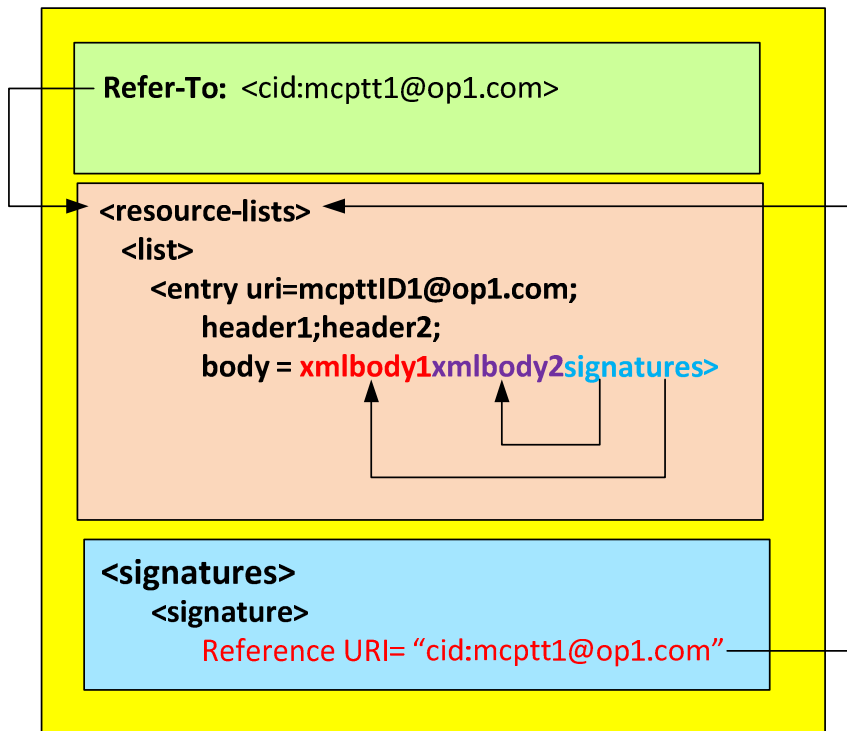 Refer-To: <cid:mcptt1@op1.com>
<resource-lists>
<list>
<entry uri=mcpttID1@op1.com;
header1;header2;
body = xmlbody1xmlbody2signatures>
<signatures>
<signature>
Reference URI= “cid:mcptt1@op1.com”